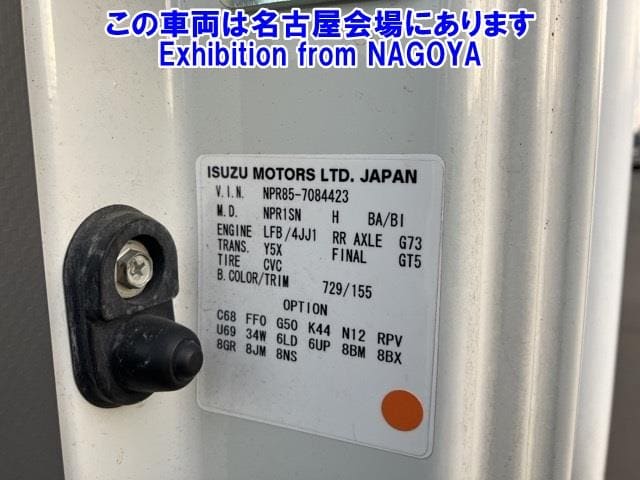 この車両は名古屋会場にあります
Exhibition from NAGOYA
ISUZU MOTORS LTD. JAPAN
V.I.N. NPR85-7084423
M.D. NPR1SN H BA/BI
ENGINE LFB/4JJ1 RR AXLE G73
TRANS. Y5X FINAL GT5
TIRE CVC
B.COLOR/TRIM 729/155
OPTION
C68 FF0 G50 K44 N12 RPV
U69 34W 6LD 6UP 8BM 8BX
8GR 8JM 8NS